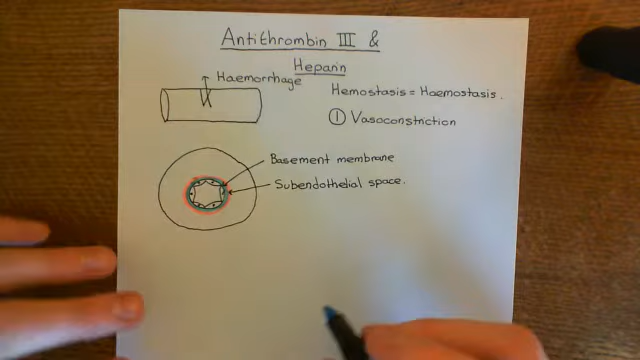 Antithrombin III &
Heparin
Haemorrhage
Hemostasis = Haemostasis.
① Vasoconstriction
Basement membrane
Subendothelial space.